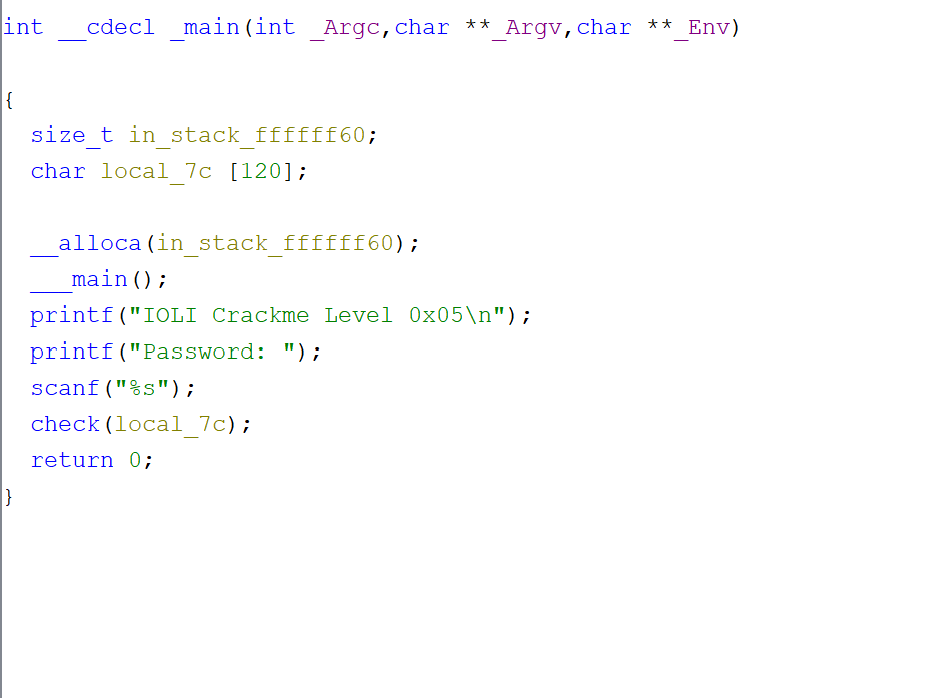 int __cdecl _main(int _Argc,char **_Argv,char **_Env)
{
size_t in_stack_ffffff60;
char local_7c [120];
__alloca(in_stack_ffffff60);
___main();
printf("IOLI Crackme Level 0x05\n");
printf("Password: ");
scanf("%s");
check(local_7c);
return 0;
}